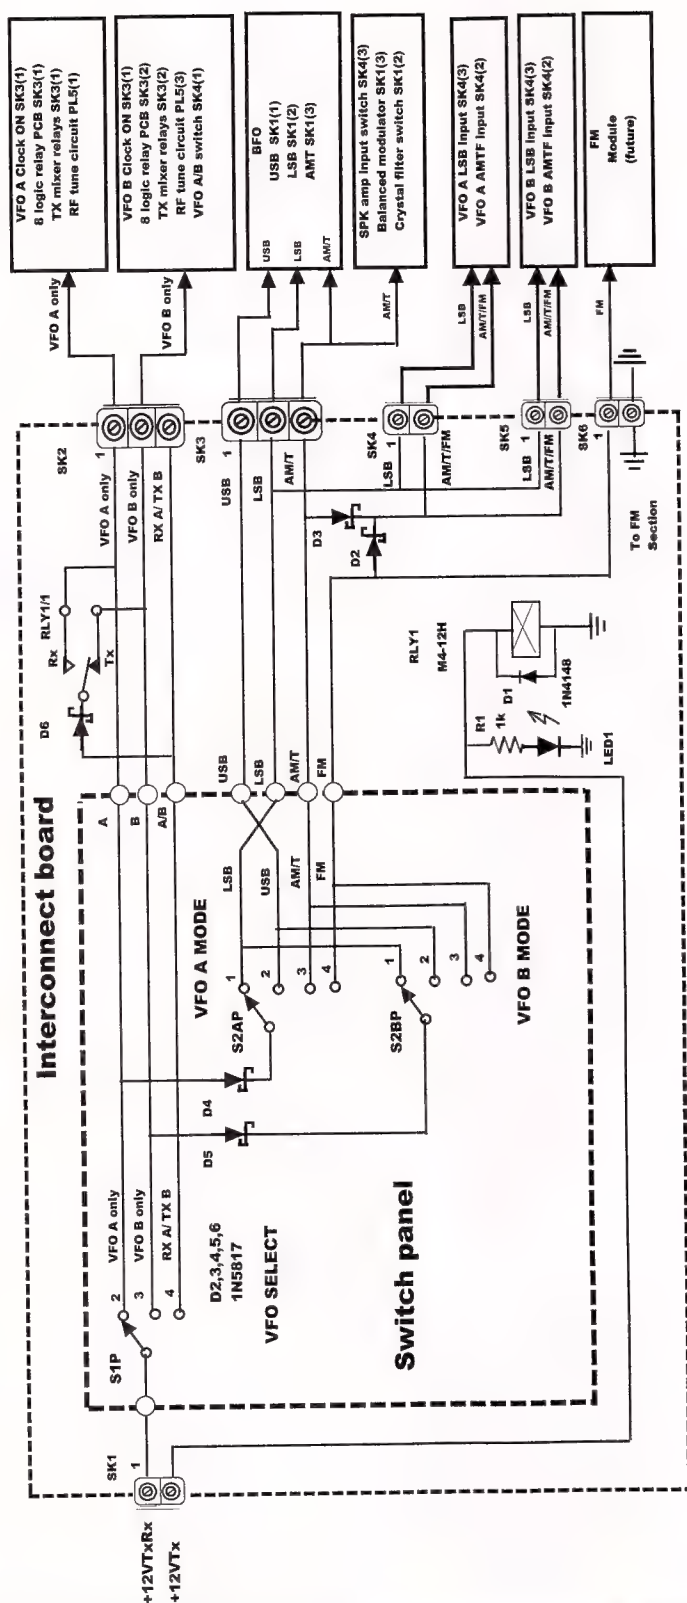 VFO A Clock ON SK3(1)
8 logic relay PCB SK3(1)
TX mixer relays SK3(1)
RF tune circuit PL5(1)
VFO B Clock ON SK3(1)
8 logic relay PCB SK3(2)
TX mixer relays SK3(2)
RF tune circuit PL5(3)
VFO A/B switch SK4(1)
BFO
USB SK1(1)
LSB SK1(2)
AMT SK1(3)
USB
LSB
AM/T
SPK amp input switch SK4(3)
Balanced modulator SK1(3)
Crystal filter switch SK1(2)
VFO A LSB Input SK4(3)
VFO A AMTF Input SK4(2)
VFO B LSB Input SK4(3)
VFO B AMTF Input SK4(2)
FM
Module
(future)
VFO A only
VFO B only
AM/T
LSB
AM/T/FM
LSB
AM//T/FM
FM
SK2
1
SK3
1
SK4
1
SK5
1
SK6
1
VFO A only
VFO B only
RX A/ TX B
USB
LSB
AM/T
LSB
AM/T/FM
LSB
AM/T/FM
To FM
Section
D3
D2
RLY1/1
Rx
Tx
D6
RLY1
M4-12H
D1
1N4148
R1
1k
LED1
Interconnect board
A
B
A/B
USB
LSB
AM/T
FM
LSB
USB
AM/T
FM
VFO A MODE
1
2
3
4
S2AP
1
2
3
4
S2BP
VFO B MODE
D4
D5
VFO A only
VFO B only
RX A/ TX B
2
3
4
S1P
D2,3,4,5,6
1N5817
VFO SELECT
Switch panel
SK1
1
+12VTxRx
+12VTx